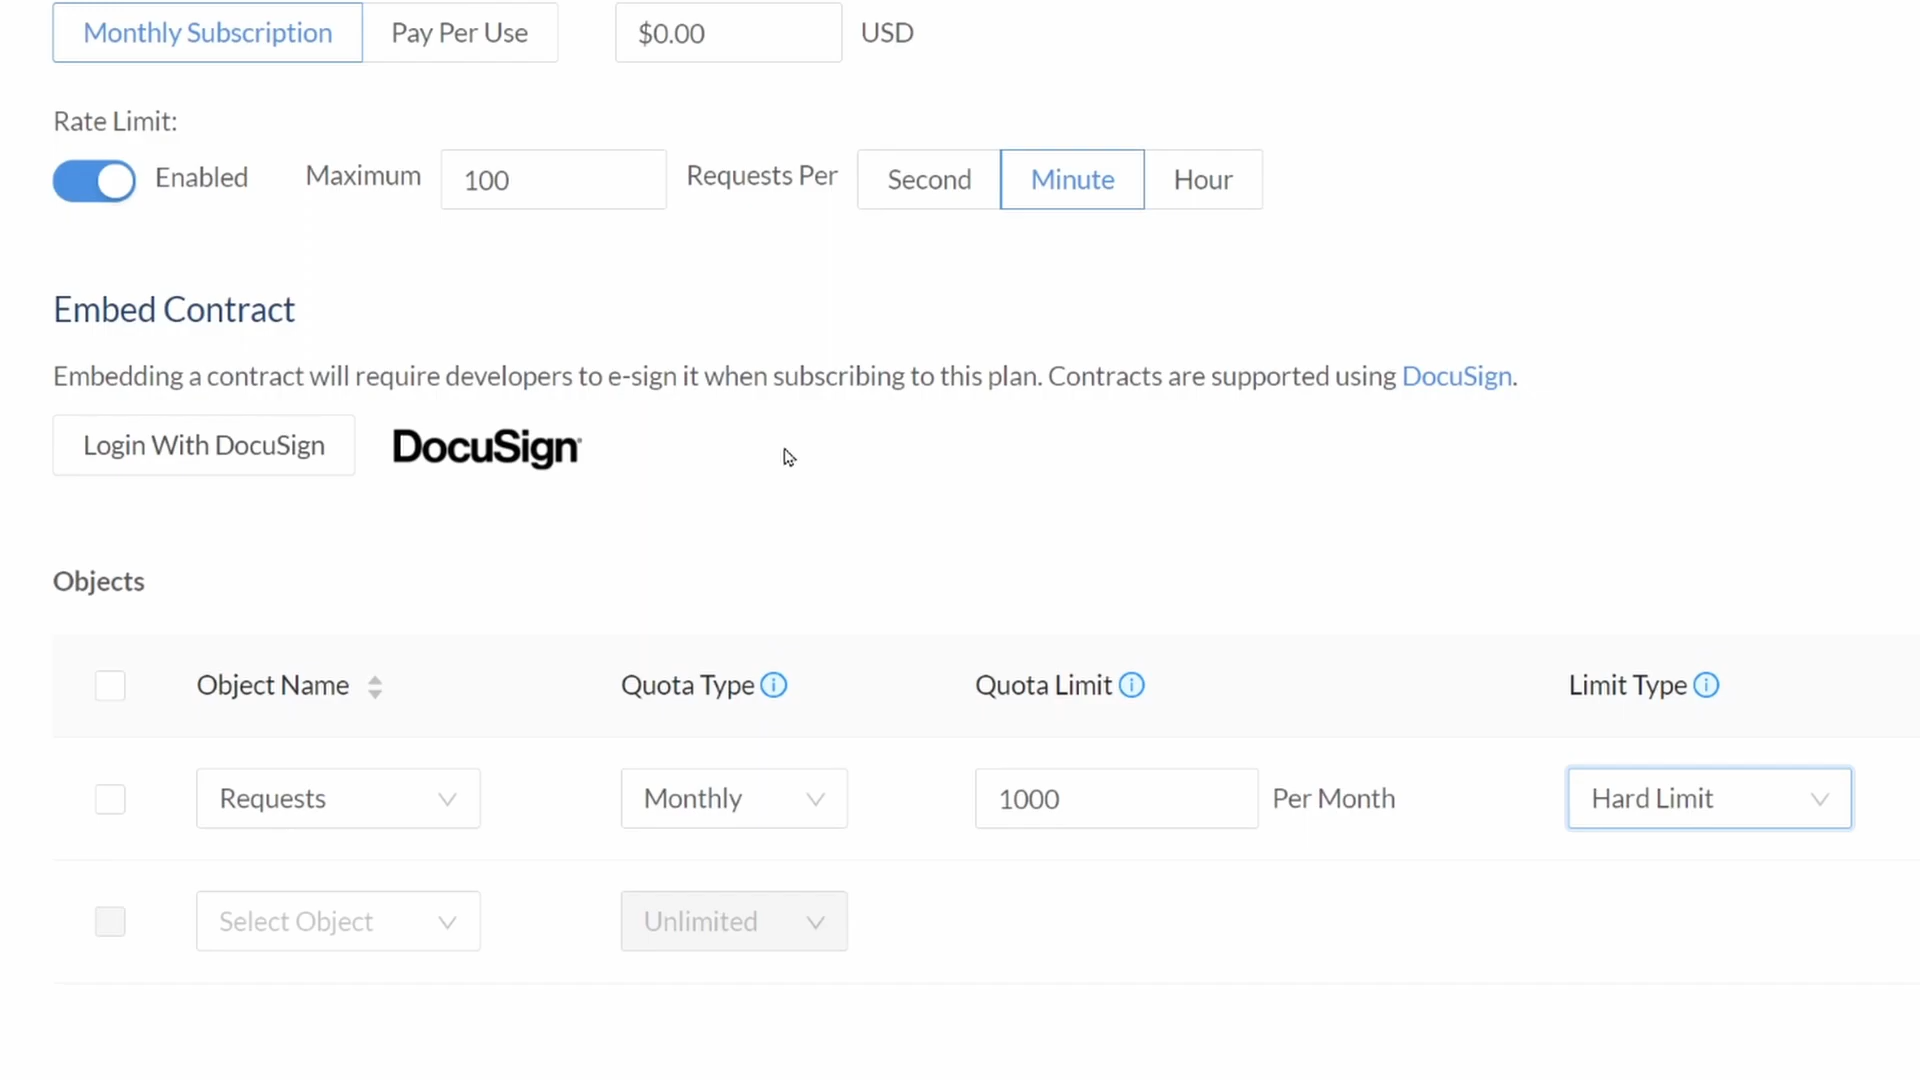 Monthly Subscription Pay Per Use $0.00 USD
Rate Limit:
Enabled Maximum 100 Requests Per Second Minute Hour
Embed Contract
Embedding a contract will require developers to e-sign it when subscribing to this plan. Contracts are supported using DocuSign.
Login With DocuSign DocuSign
Objects
Object Name Quota Type Quota Limit Limit Type
Requests Monthly 1000 Per Month Hard Limit
Select Object Unlimited